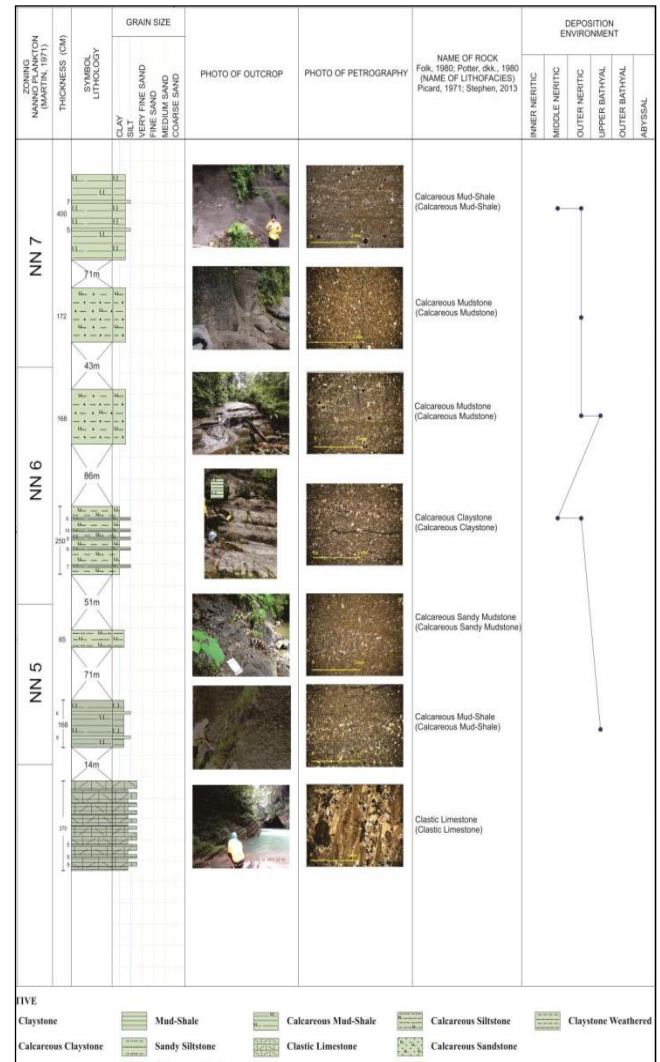 ZONING
NANNO PLANKTON
(MARTIN, 1971)
THICKNESS (CM)
SYMBOL
LITHOLOGY
GRAIN SIZE
CLAY
SILT
VERY FINE SAND
FINE SAND
MEDIUM SAND
COARSE SAND
PHOTO OF OUTCROP
PHOTO OF PETROGRAPHY
NAME OF ROCK
Folk, 1980; Potter, dkk., 1980
(NAME OF LITHOFACIES)
Picard, 1971; Stephen, 2013
DEPOSITION
ENVIRONMENT
INNER NERITIC
MIDDLE NERITIC
OUTER NERITIC
UPPER BATHYAL
OUTER BATHYAL
ABYSSAL
NN 7
7
400
5
Calcareous Mud-Shale
(Calcareous Mud-Shale)
71m
172
Calcareous Mudstone
(Calcareous Mudstone)
43m
NN 6
168
Calcareous Mudstone
(Calcareous Mudstone)
86m
250
Calcareous Claystone
(Calcareous Claystone)
51m
NN 5
65
Calcareous Sandy Mudstone
(Calcareous Sandy Mudstone)
71m
168
Calcareous Mud-Shale
(Calcareous Mud-Shale)
14m
Clastic Limestone
(Clastic Limestone)
TIVE
Claystone
Mud-Shale
Calcareous Mud-Shale
Calcareous Siltstone
Claystone Weathered
Calcareous Claystone
Sandy Siltstone
Clastic Limestone
Calcareous Sandstone